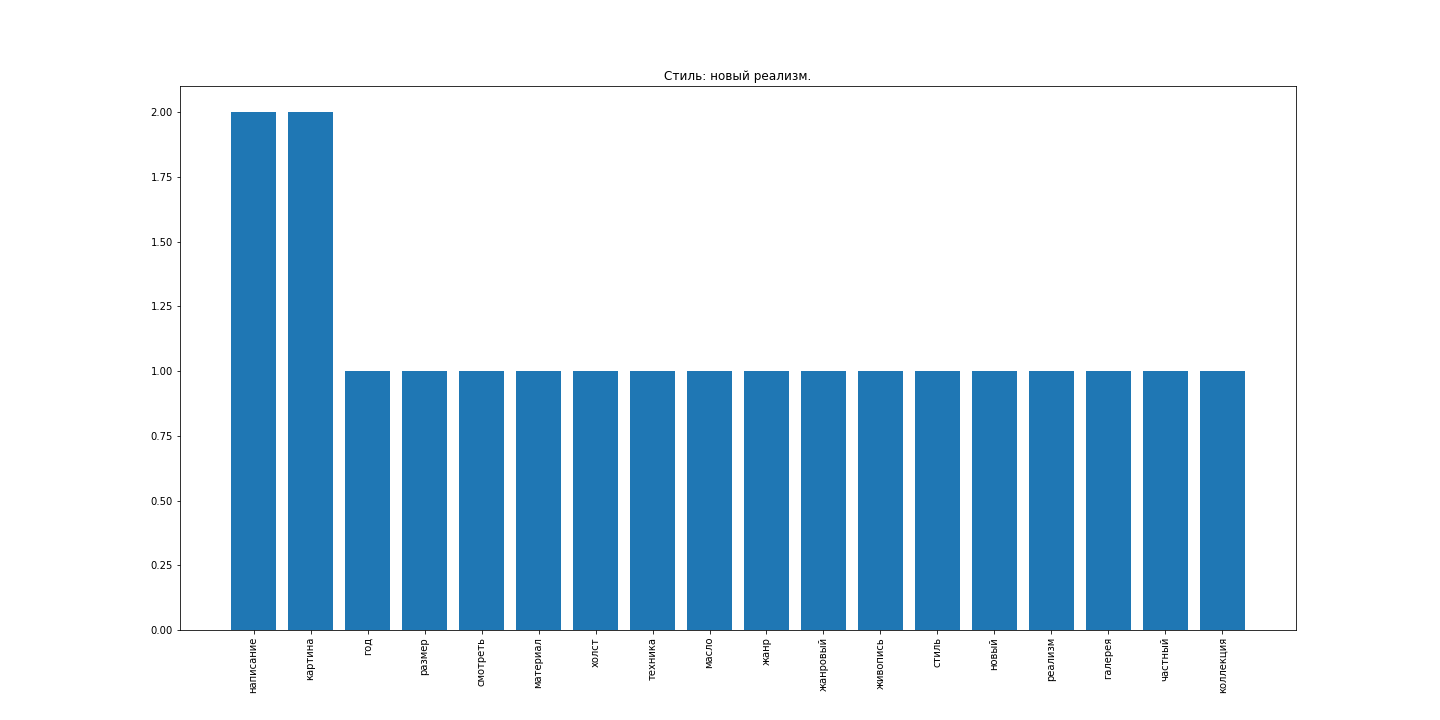 Стиль: новый реализм.
2.00
1.75
1.50
1.25
1.00
0.75
0.50
0.25
0.00
написание
картина
год
размер
смотреть
материал
холст
техника
масло
жанр
жанровый
живопись
стиль
новый
реализм
галерея
частный
коллекция